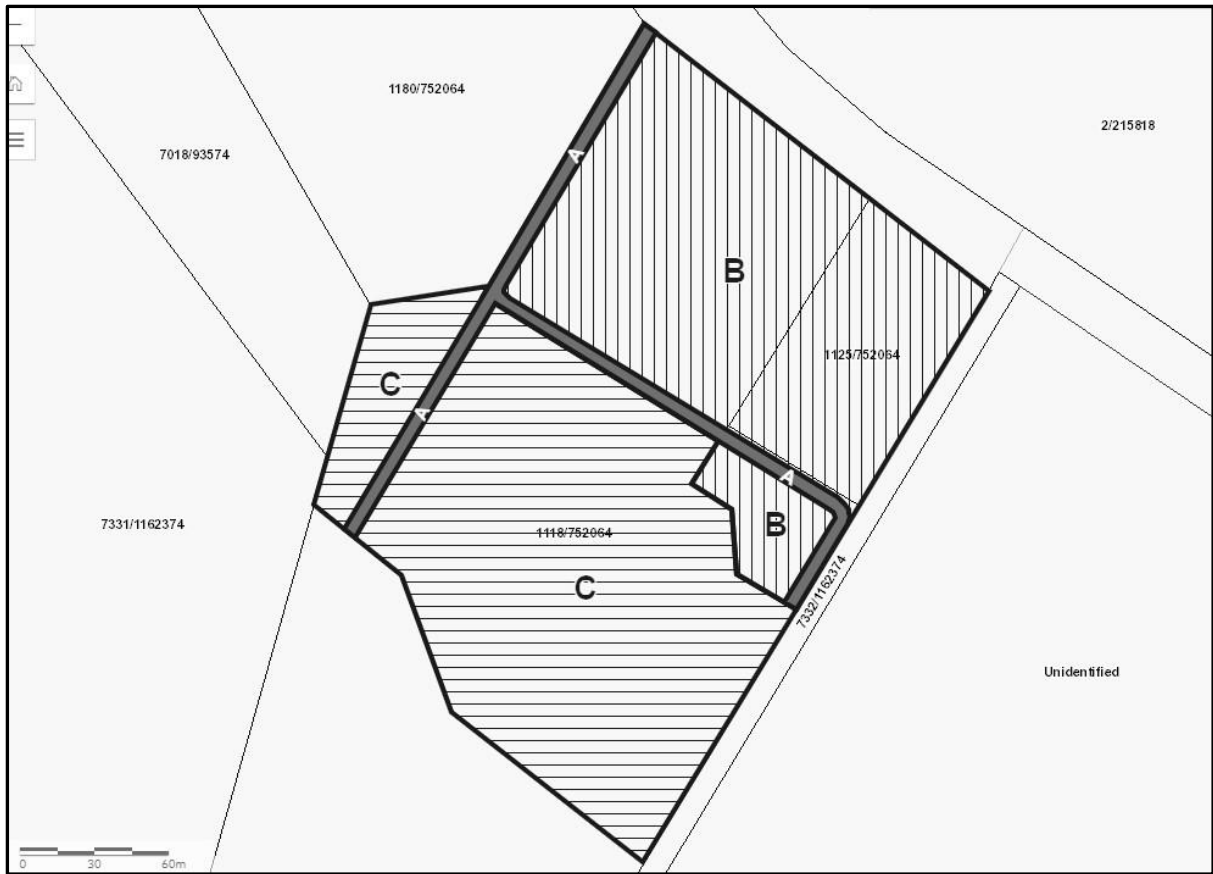 1180/752064
2/215818
7018/93574
A
B
1125/752064
C
A
A
7331/1162374
B
1118/752064
C
7332/1162374
Unidentified
0 30 60m